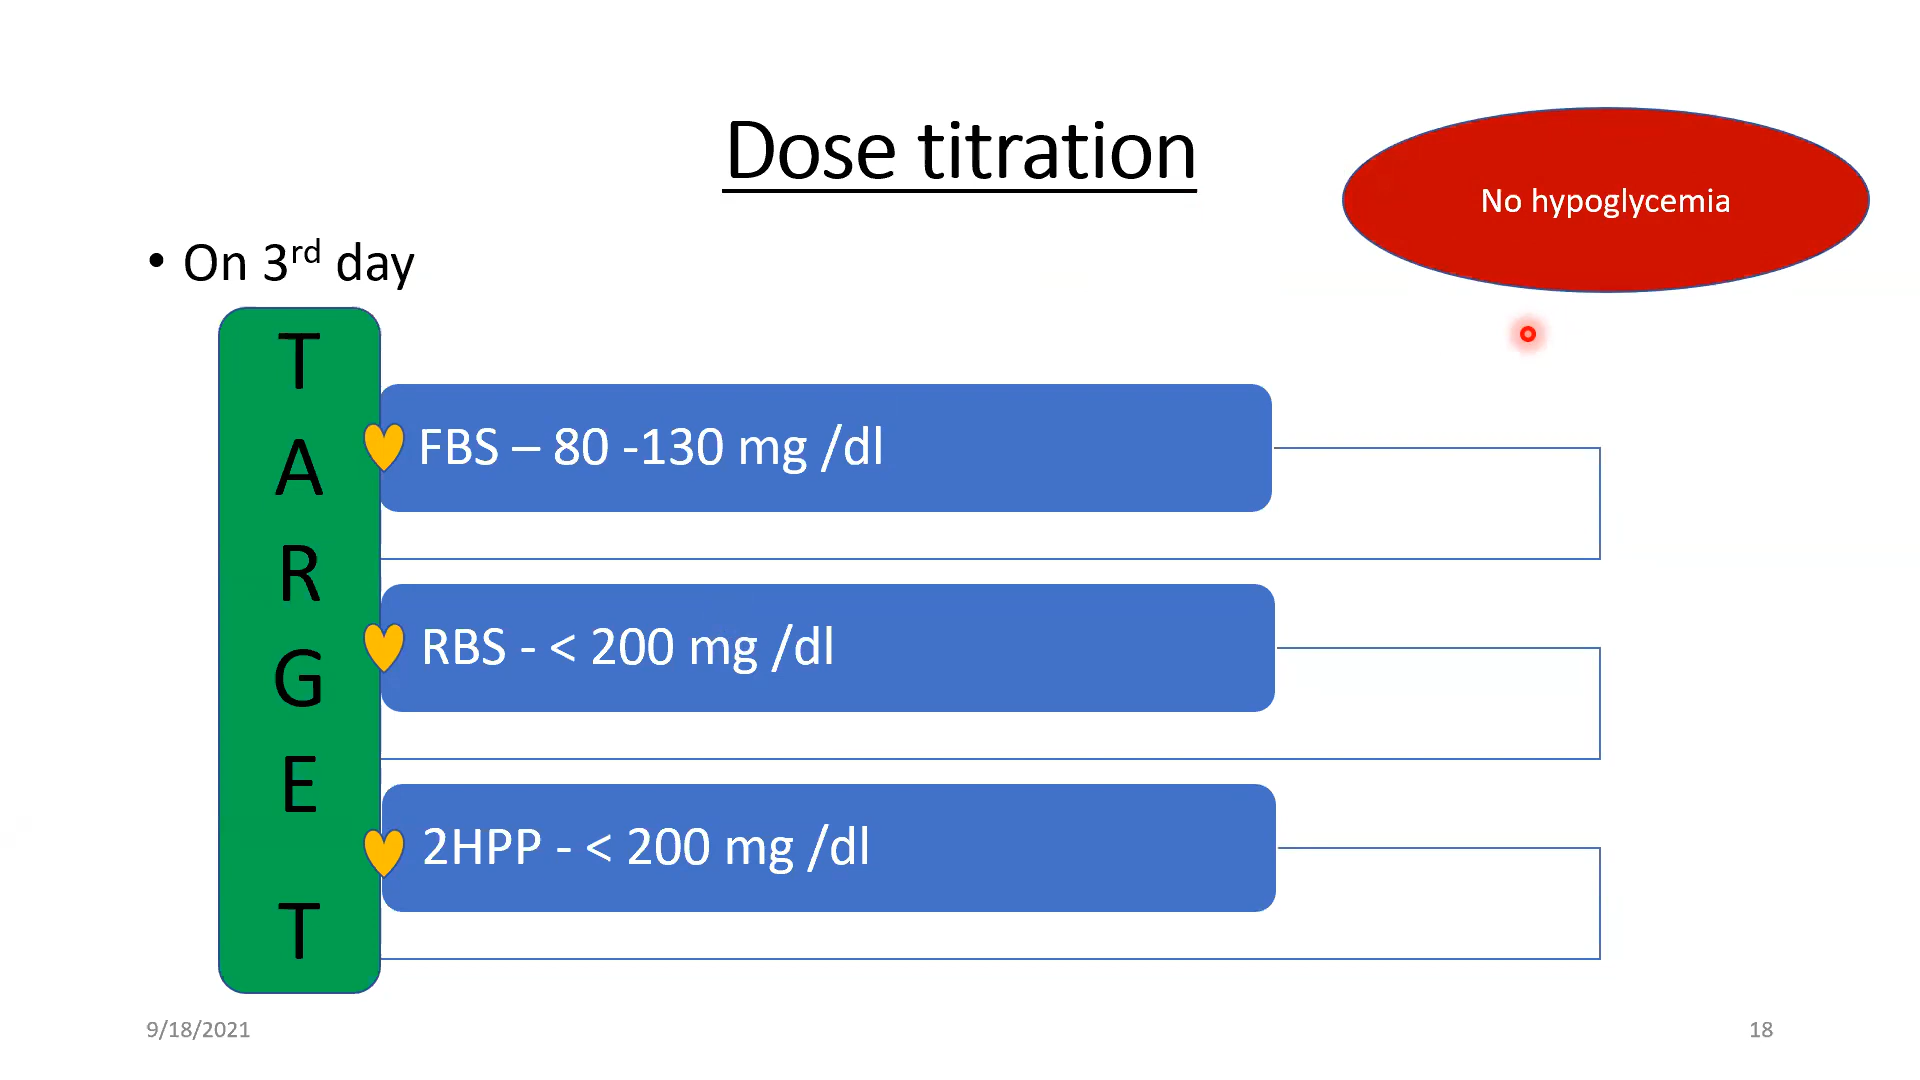 Dose titration
No hypoglycemia
• On 3rd day
T
A
R
G
E
T
FBS – 80 -130 mg /dl
RBS - < 200 mg /dl
2HPP - < 200 mg /dl
9/18/2021
18